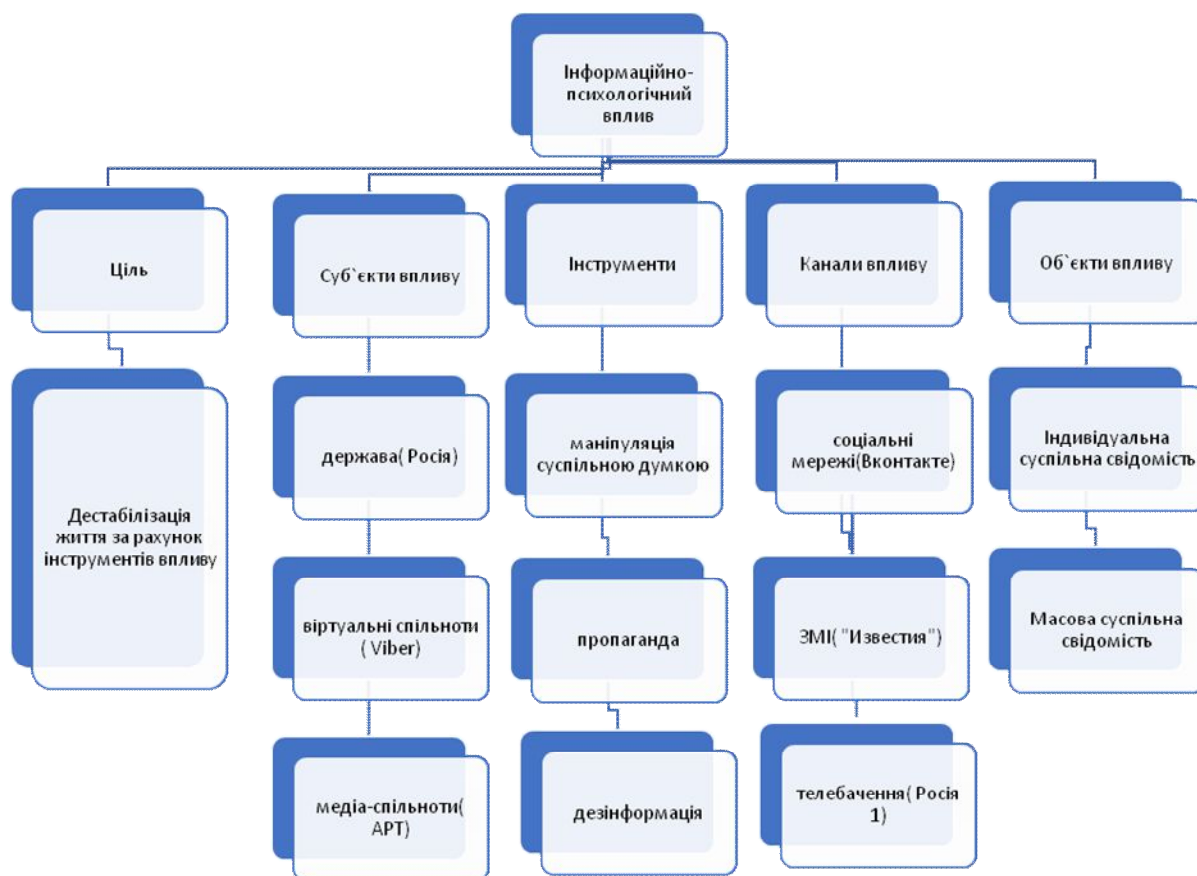 Інформаційно-
психологічний
вплив
Ціль
Суб`єкти впливу
Інструменти
Канали впливу
Об`єкти впливу
Дестабілізація
життя за рахунок
інструментів впливу
держава( Росія)
віртуальні спільноти
( Viber)
медіа-спільноти(
АРТ)
маніпуляція
суспільною думкою
пропаганда
дезінформація
соціальні
мережі(Вконтакте)
ЗМІ( "Известия")
телебачення( Росія
1)
Індивідуальна
суспільна свідомість
Масова суспільна
свідомість